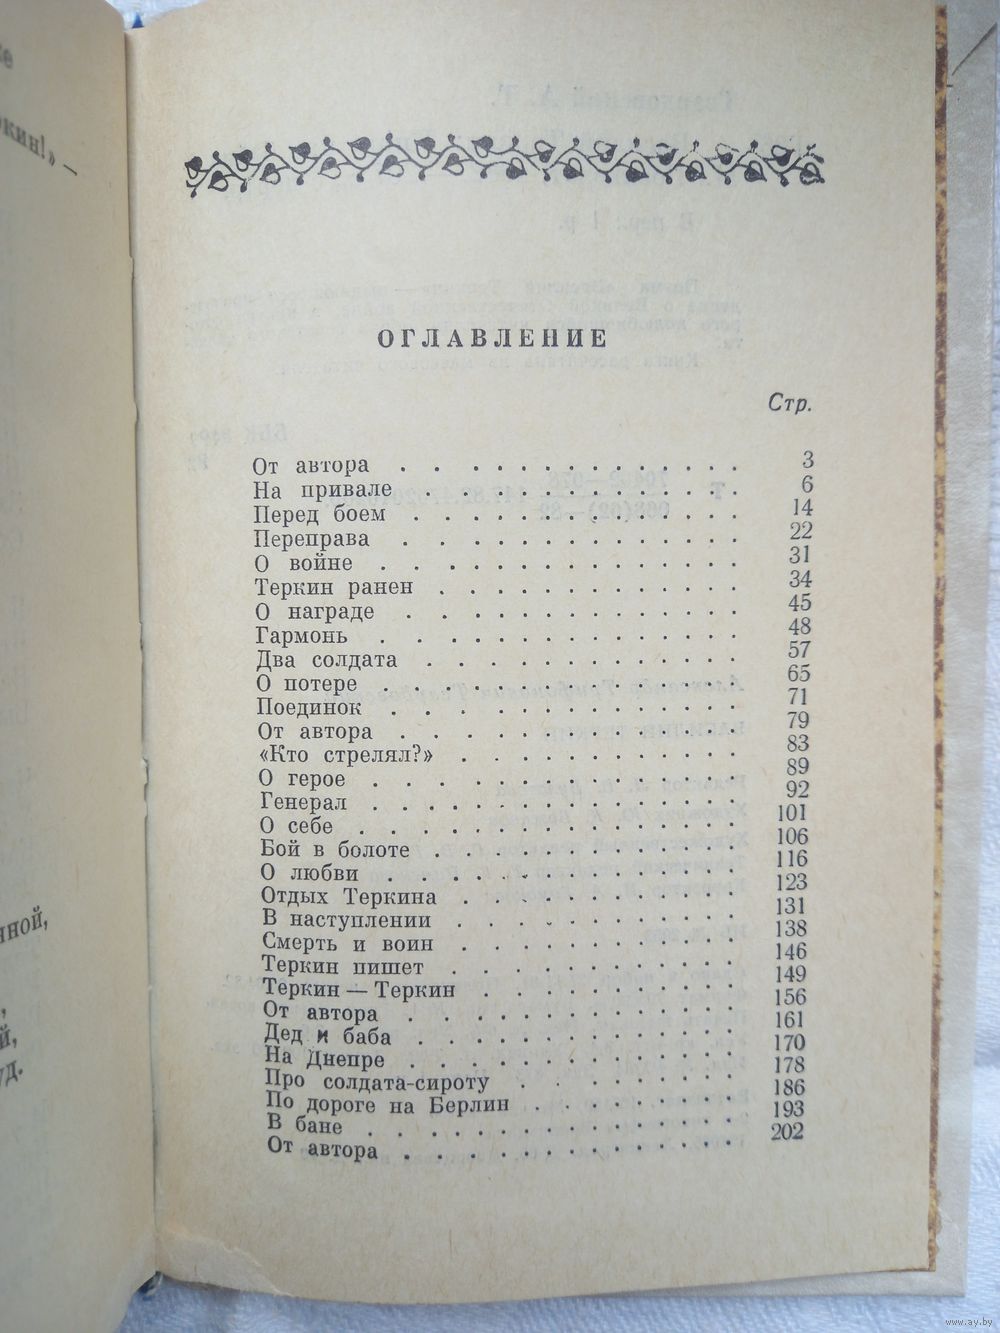 ОГЛАВЛЕНИЕ
Стр.
От автора . . . . . . . . . . . . . 3
На привале . . . . . . . . . . . . . 6
Перед боем . . . . . . . . . . . . . 14
Переправа . . . . . . . . . . . . . 22
О войне . . . . . . . . . . . . . 31
Теркин ранен . . . . . . . . . . . . . 34
О награде . . . . . . . . . . . . . 45
Гармонь . . . . . . . . . . . . . 48
Два солдата . . . . . . . . . . . . . 57
О потере . . . . . . . . . . . . . 65
Поединок . . . . . . . . . . . . . 71
От автора . . . . . . . . . . . . . 79
«Кто стрелял?» . . . . . . . . . . . . 83
О герое . . . . . . . . . . . . . 89
Генерал . . . . . . . . . . . . . 92
О себе . . . . . . . . . . . . . 101
Бой в болоте . . . . . . . . . . . . . 106
О любви . . . . . . . . . . . . . 116
Отдых Теркина . . . . . . . . . . . . 123
В наступлении . . . . . . . . . . . . 131
Смерть и воин . . . . . . . . . . . . 138
Теркин пишет . . . . . . . . . . . . 146
Теркин — Теркин . . . . . . . . . . . 149
От автора . . . . . . . . . . . . . 156
Дед и баба . . . . . . . . . . . . . 161
На Днепре . . . . . . . . . . . . . 170
Про солдата-сироту . . . . . . . . . 178
По дороге на Берлин . . . . . . . . . 186
В бане . . . . . . . . . . . . . 193
От автора . . . . . . . . . . . . . 202
www.ay.by